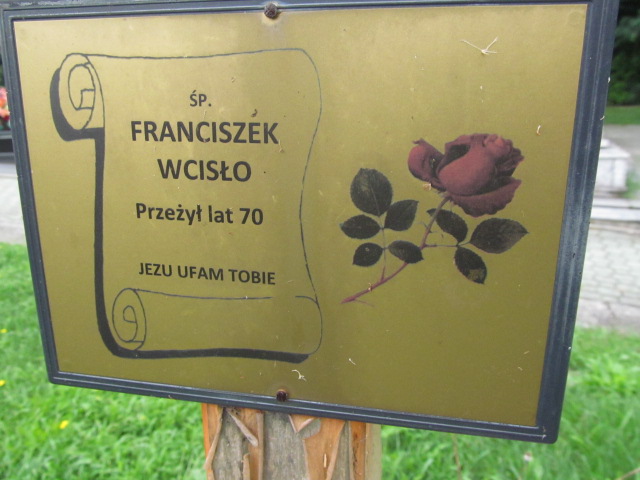 ŚP.
FRANCISZEK
WCISŁO
Przeżył lat 70
JEZU UFAM TOBIE